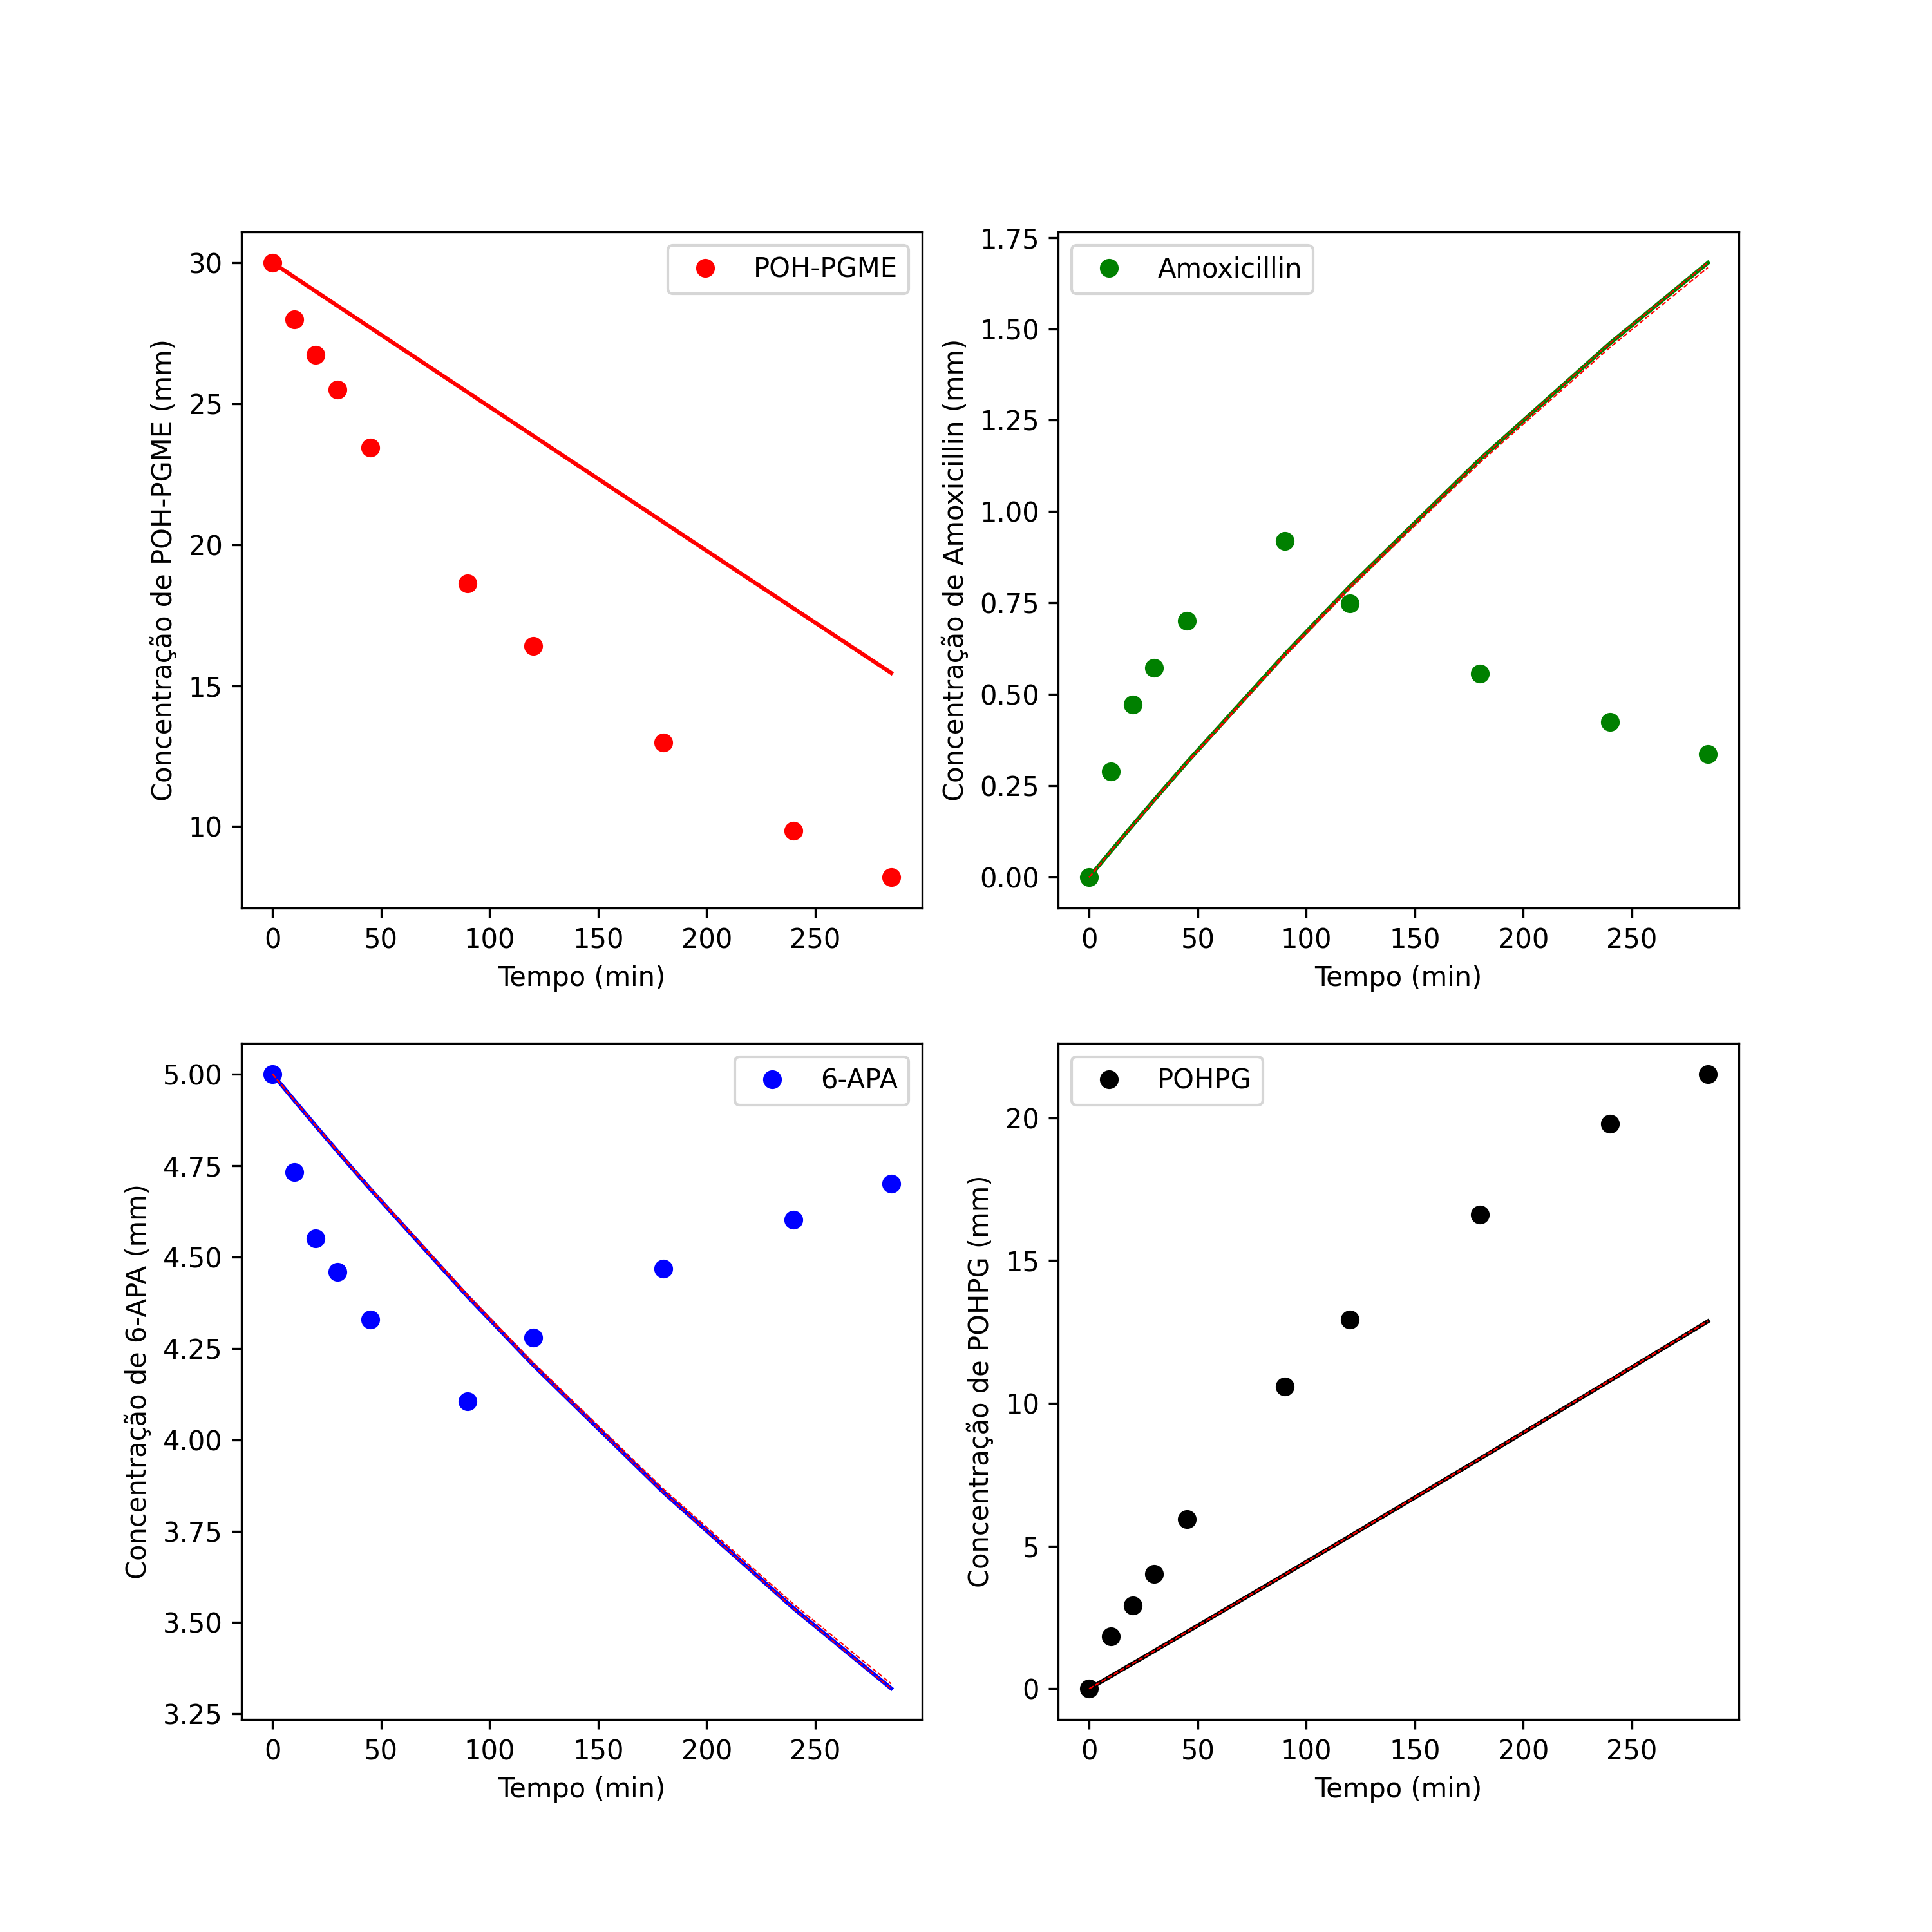 POH-PGME
Concentração de POH-PGME (mm)
30
25
20
15
10
0 50 100 150 200 250
Tempo (min)
Amoxicillin
Concentração de Amoxicillin (mm)
1.75
1.50
1.25
1.00
0.75
0.50
0.25
0.00
0 50 100 150 200 250
Tempo (min)
6-APA
Concentração de 6-APA (mm)
5.00
4.75
4.50
4.25
4.00
3.75
3.50
3.25
0 50 100 150 200 250
Tempo (min)
POHPG
Concentração de POHPG (mm)
20
15
10
5
0
0 50 100 150 200 250
Tempo (min)